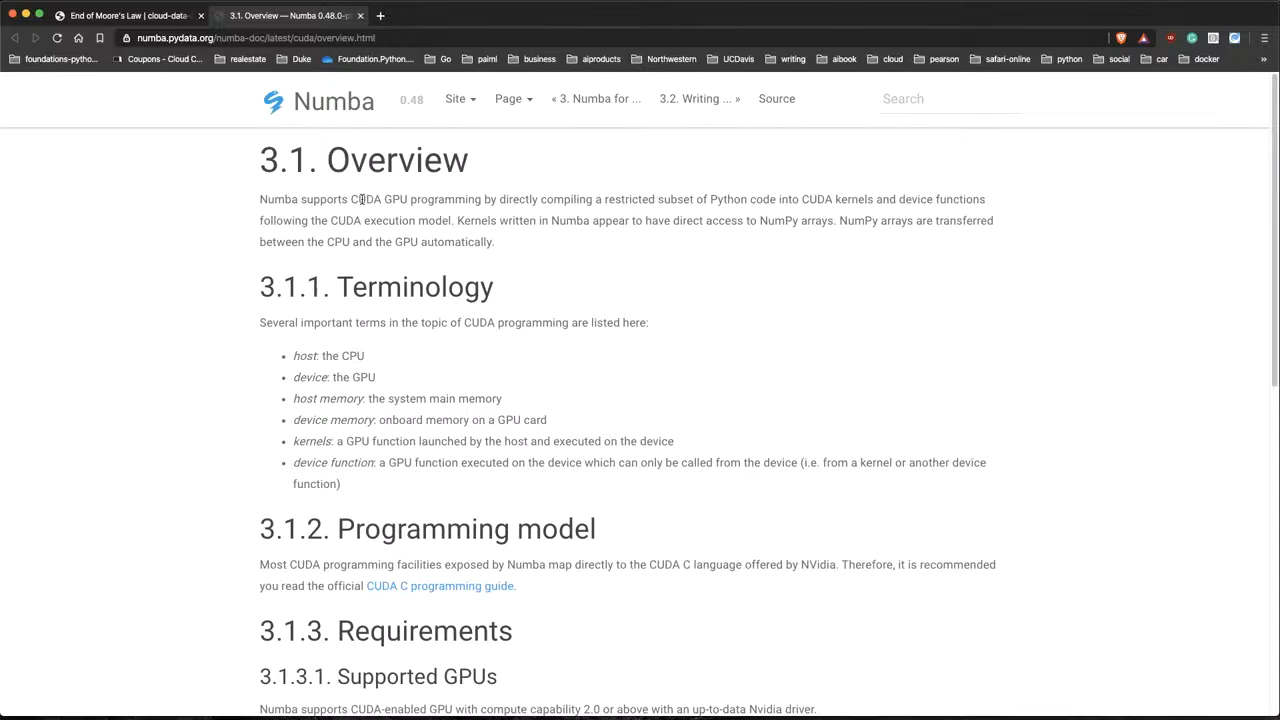 End of Moore's Law | cloud-data-
3.1. Overview — Numba 0.48.0-p
numba.pydata.org/numba-doc/latest/cuda/overview.html
foundations-pytho... Coupons - Cloud C... realestate Duke Foundation.Python.... Go paiml business aiproducts Northwestern UCDavis writing aibook cloud pearson safari-online python social car docker »
Numba 0.48 Site Page « 3. Numba for ... 3.2. Writing ... » Source Search
3.1. Overview
Numba supports CUDA GPU programming by directly compiling a restricted subset of Python code into CUDA kernels and device functions
following the CUDA execution model. Kernels written in Numba appear to have direct access to NumPy arrays. NumPy arrays are transferred
between the CPU and the GPU automatically.
3.1.1. Terminology
Several important terms in the topic of CUDA programming are listed here:
• host: the CPU
• device: the GPU
• host memory: the system main memory
• device memory: onboard memory on a GPU card
• kernels: a GPU function launched by the host and executed on the device
• device function: a GPU function executed on the device which can only be called from the device (i.e. from a kernel or another device
function)
3.1.2. Programming model
Most CUDA programming facilities exposed by Numba map directly to the CUDA C language offered by NVidia. Therefore, it is recommended
you read the official CUDA C programming guide.
3.1.3. Requirements
3.1.3.1. Supported GPUs
Numba supports CUDA-enabled GPU with compute capability 2.0 or above with an up-to-data Nvidia driver.